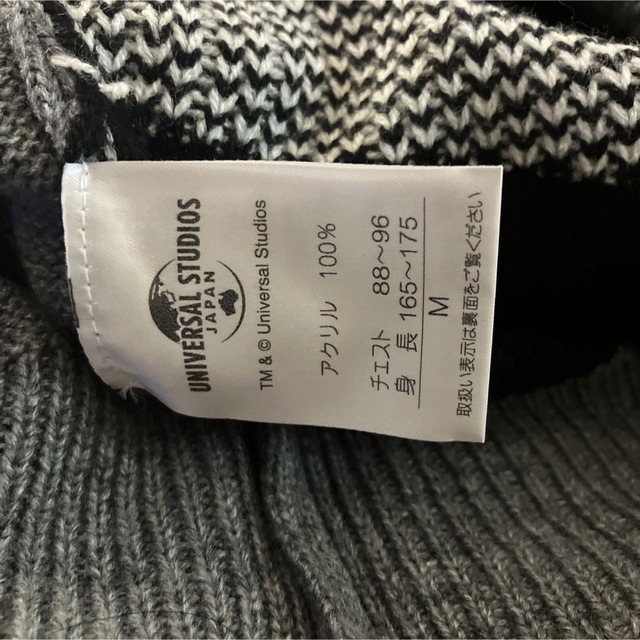 UNIVERSAL STUDIOS
JAPAN
TM & © Universal Studios
アクリル 100%
チェスト 88~96
身 長 165~175
M
取扱い表示は裏面をご覧ください